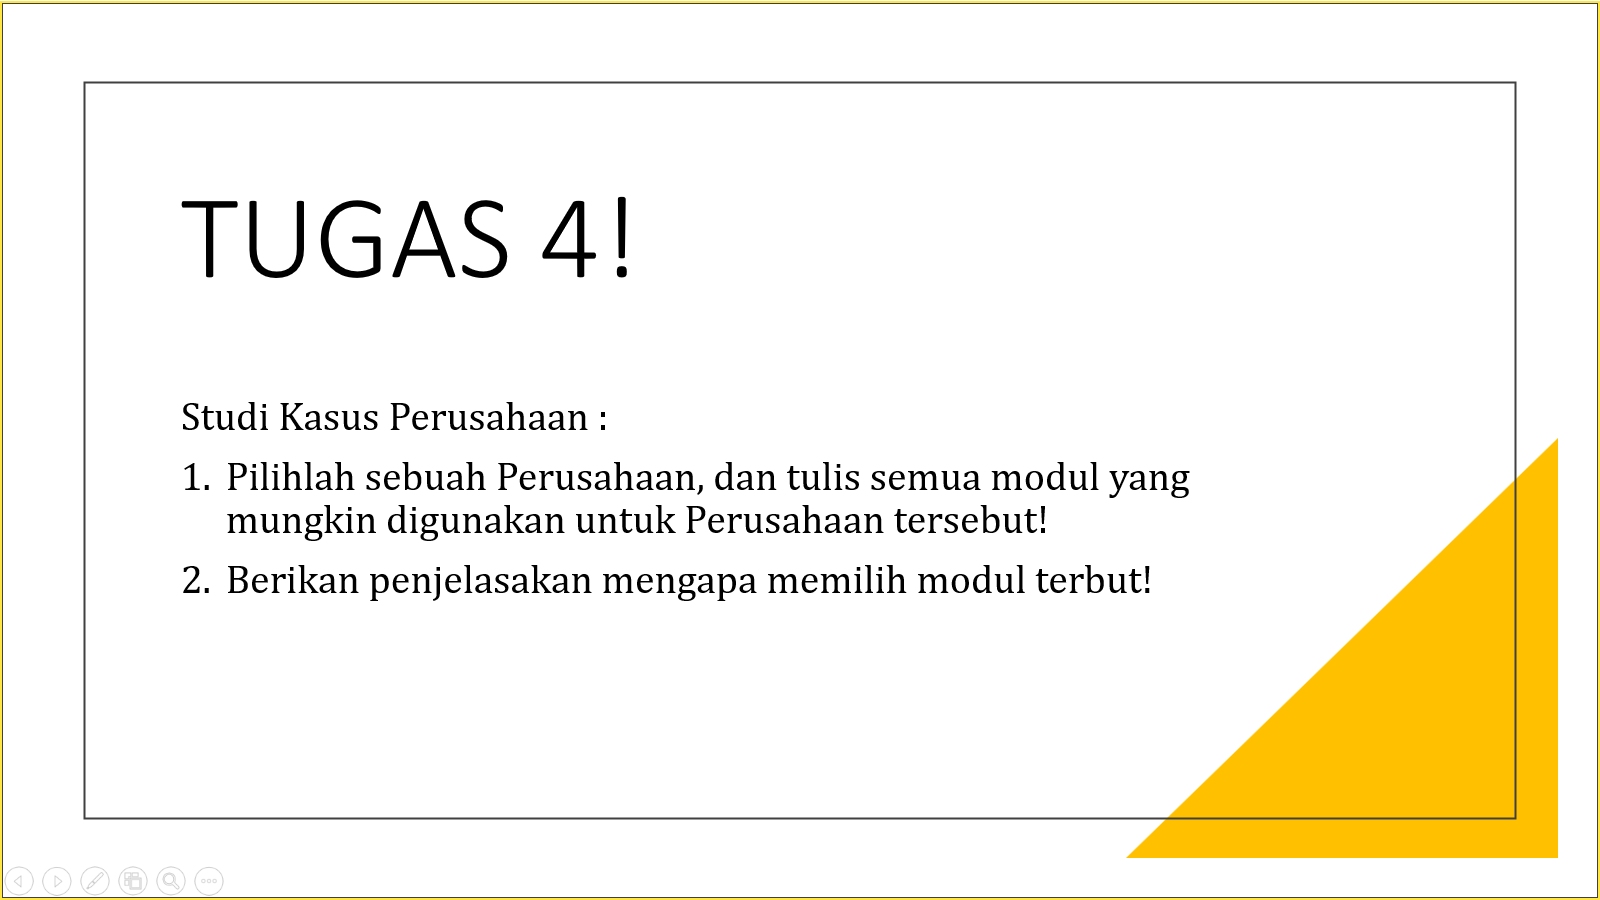 TUGAS 4!
Studi Kasus Perusahaan :
1. Pilihlah sebuah Perusahaan, dan tulis semua modul yang
mungkin digunakan untuk Perusahaan tersebut!
2. Berikan penjelasakan mengapa memilih modul terbut!